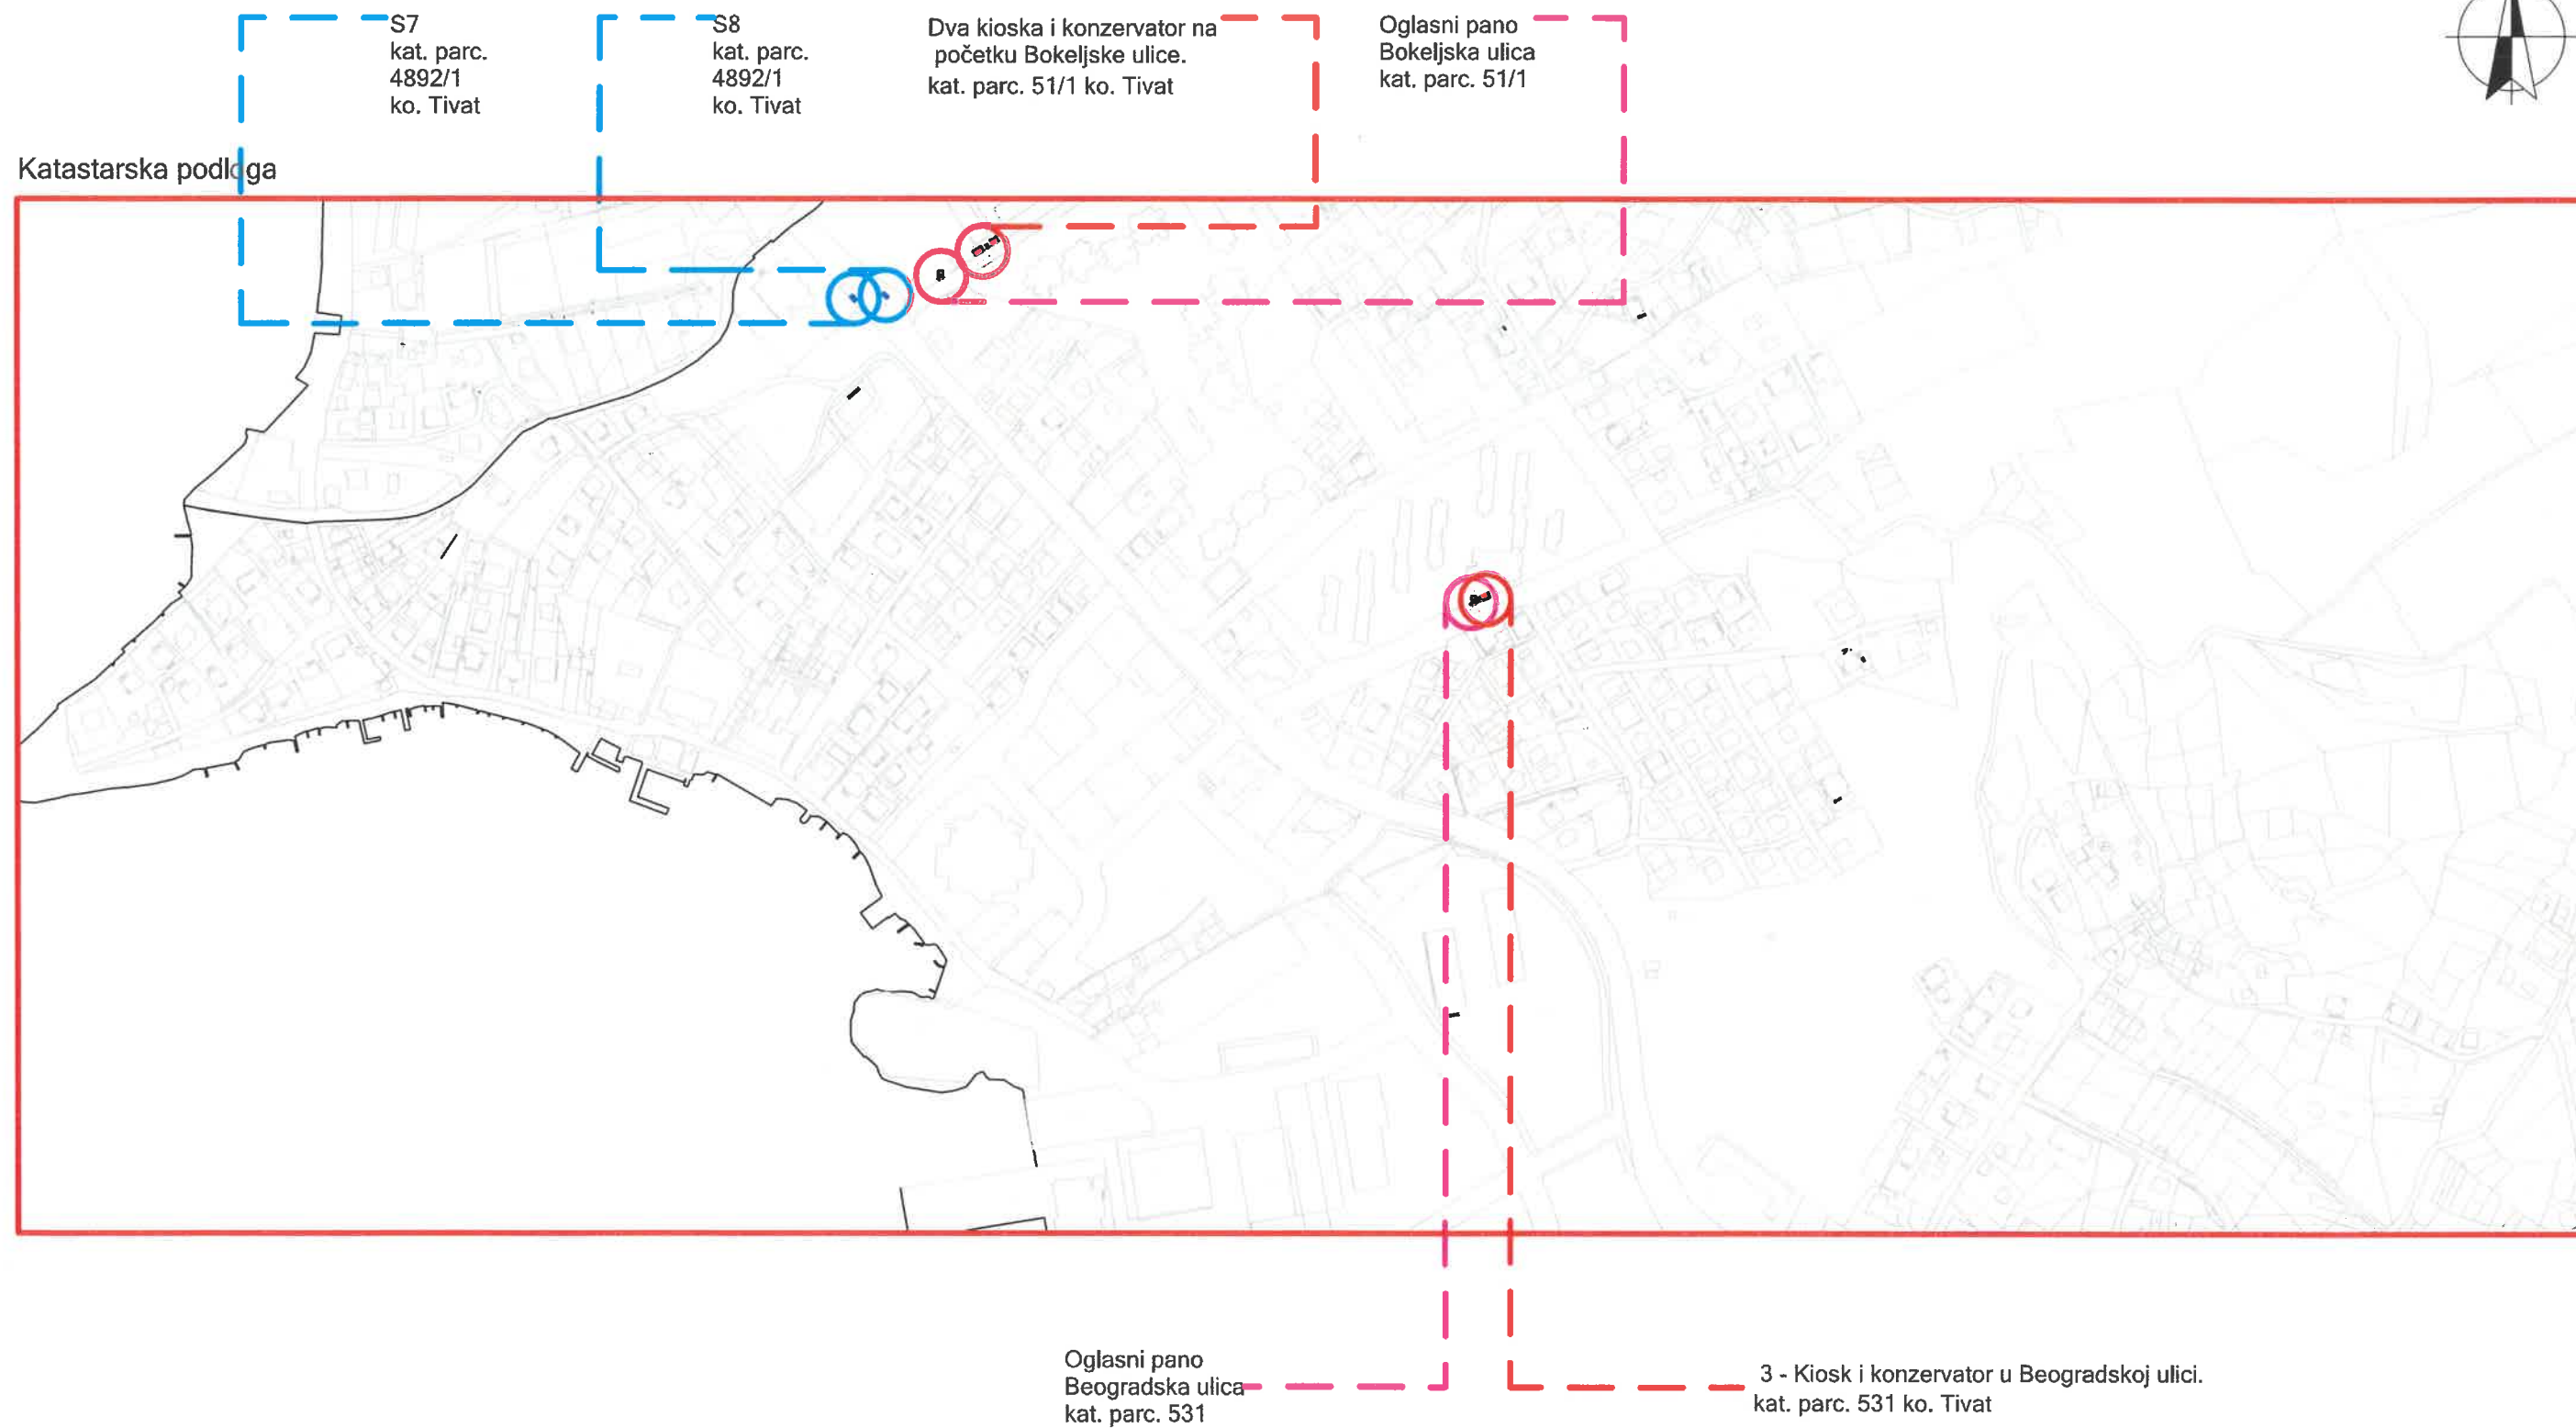 S7
kat. parc.
4892/1
ko. Tivat
S8
kat. parc.
4892/1
ko. Tivat
Dva kioska i konzervator na
početku Bokeljske ulice.
kat. parc. 51/1 ko. Tivat
Oglasni pano
Bokeljska ulica
kat. parc. 51/1
Katastarska podloga
Oglasni pano
Beogradska ulica
kat. parc. 531
3 - Kiosk i konzervator u Beogradskoj ulici.
kat. parc. 531 ko. Tivat